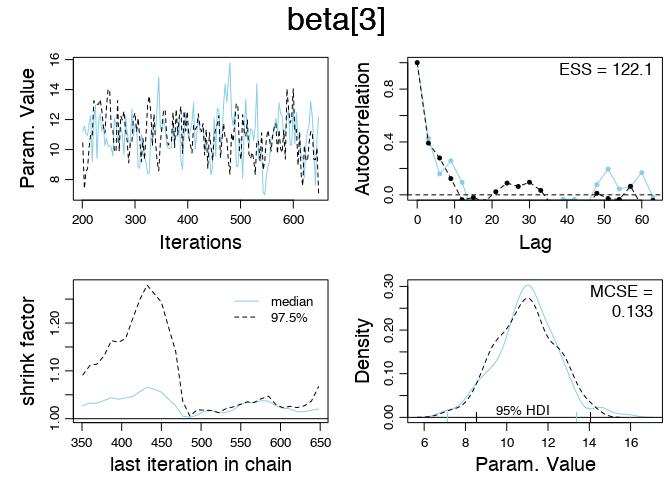 beta[3]
Param. Value
8 10 12 14 16
200 300 400 500 600
Iterations
Autocorrelation
0.0 0.4 0.8
ESS = 122.1
0 10 20 30 40 50 60
Lag
shrink factor
1.00 1.10 1.20
median
97.5%
350 400 450 500 550 600 650
last iteration in chain
Density
0.00 0.10 0.20 0.30
MCSE =
0.133
95% HDI
6 8 10 12 14 16
Param. Value